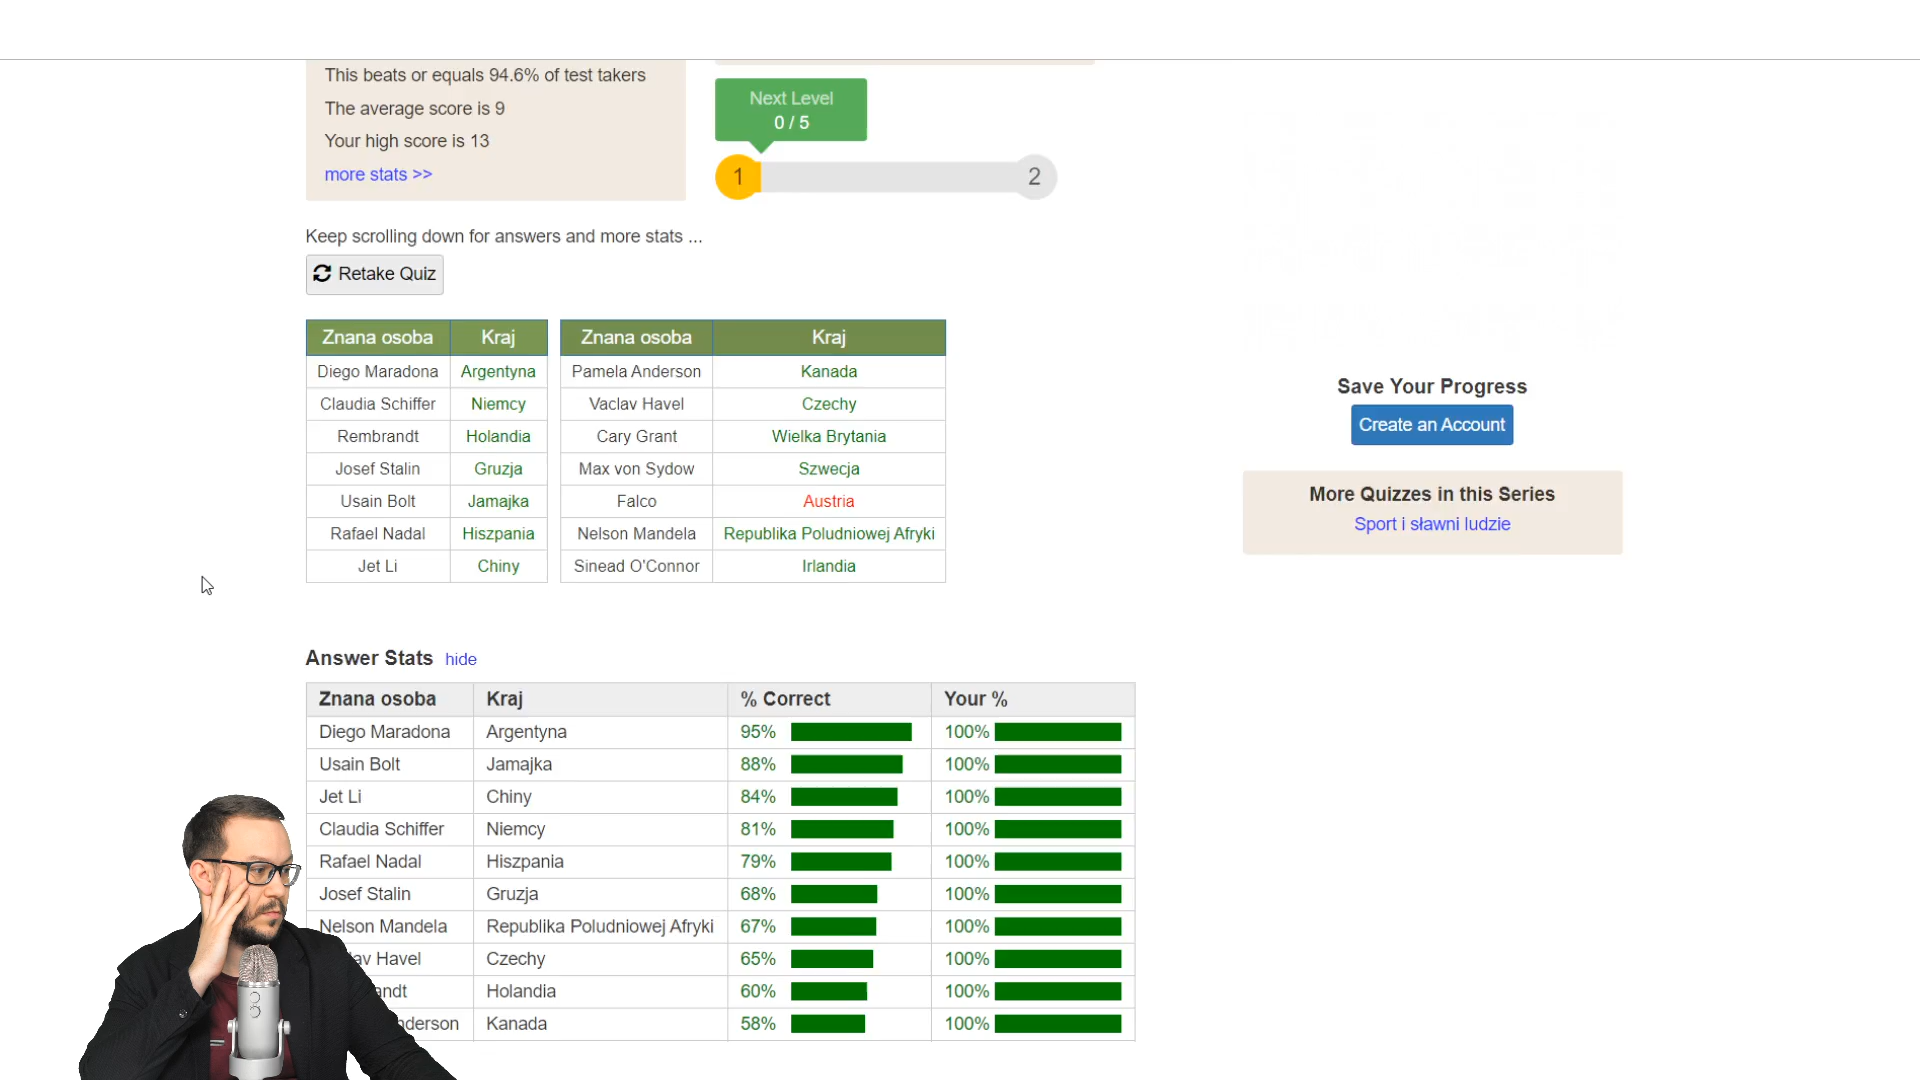 This beats or equals 94.6% of test takers
The average score is 9
Your high score is 13
more stats >>
Next Level
0 / 5
1
2
Keep scrolling down for answers and more stats ...
Retake Quiz
Znana osoba Kraj
Diego Maradona Argentyna
Claudia Schiffer Niemcy
Rembrandt Holandia
Josef Stalin Gruzja
Usain Bolt Jamajka
Rafael Nadal Hiszpania
Jet Li Chiny
Znana osoba Kraj
Pamela Anderson Kanada
Vaclav Havel Czechy
Cary Grant Wielka Brytania
Max von Sydow Szwecja
Falco Austria
Nelson Mandela Republika Poludniowej Afryki
Sinead O'Connor Irlandia
Save Your Progress
Create an Account
More Quizzes in this Series
Sport i sławni ludzie
Answer Stats hide
Znana osoba Kraj % Correct Your %
Diego Maradona Argentyna 95% 100%
Usain Bolt Jamajka 88% 100%
Jet Li Chiny 84% 100%
Claudia Schiffer Niemcy 81% 100%
Rafael Nadal Hiszpania 79% 100%
Josef Stalin Gruzja 68% 100%
Nelson Mandela Republika Poludniowej Afryki 67% 100%
lav Havel Czechy 65% 100%
andt Holandia 60% 100%
nderson Kanada 58% 100%